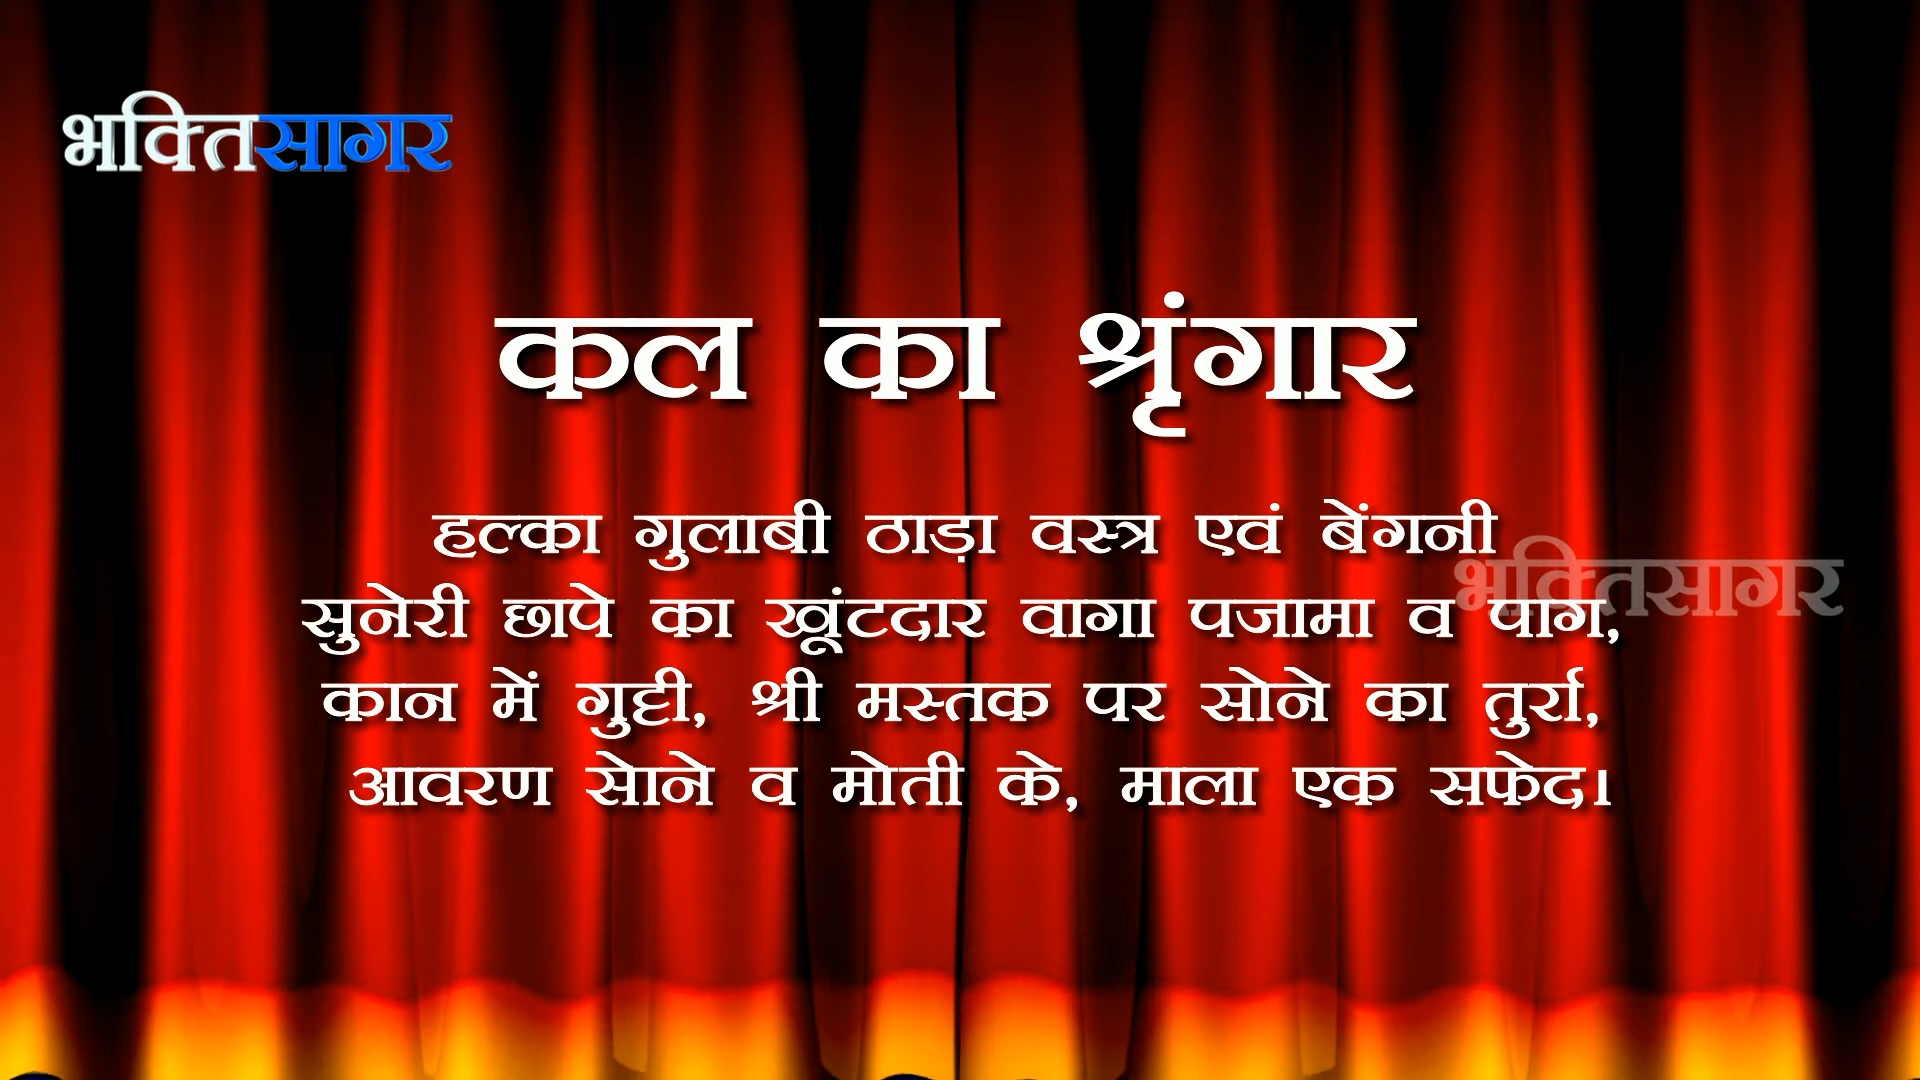 भक्तिसागर
कल का श्रृंगार
हल्का गुलाबी ठाड़ा वस्त्र एवं बेंगनी
भक्तिसागर
सुनेरी छापे का खूंटदार वागा पजामा व पाग,
कान में गुट्टी, श्री मस्तक पर सोने का तुर्रा,
आवरण सेाने व मोती के, माला एक सफेद।